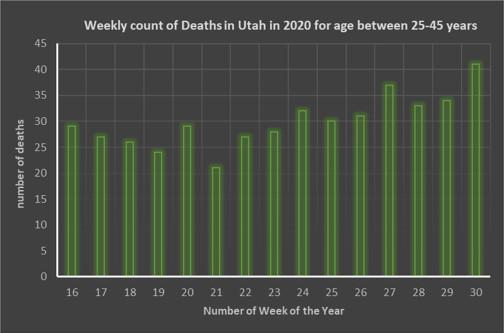 Weekly count of Deaths in Utah in 2020 for age between 25-45 years
45
40
35
30
25
20
15
10
5
0
number of deaths
16 17 18 19 20 21 22 23 24 25 26 27 28 29 30
Number of Week of the Year